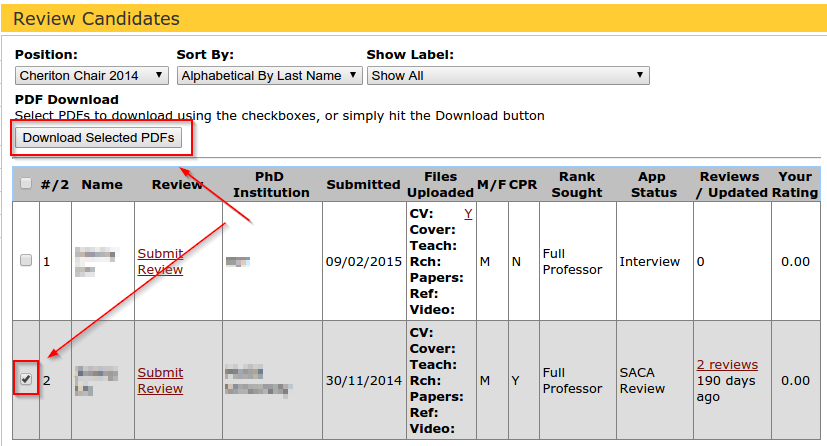 Review Candidates
Position: Sort By: Show Label:
Cheriton Chair 2014 Alphabetical By Last Name Show All
PDF Download
Select PDFs to download using the checkboxes, or simply hit the Download button
Download Selected PDFs
#/2 Name Review PhD Institution Submitted Files Uploaded M/F CPR Rank Sought App Status Reviews / Updated Your Rating
1 Submit Review 09/02/2015 CV: Y
Cover:
Teach:
Rch:
Papers:
Ref:
Video:
M N Full Professor Interview 0 0.00
2 Submit Review 30/11/2014 CV:
Cover:
Teach:
Rch:
Papers:
Ref:
Video:
M Y Full Professor SACA Review 2 reviews 190 days ago 0.00